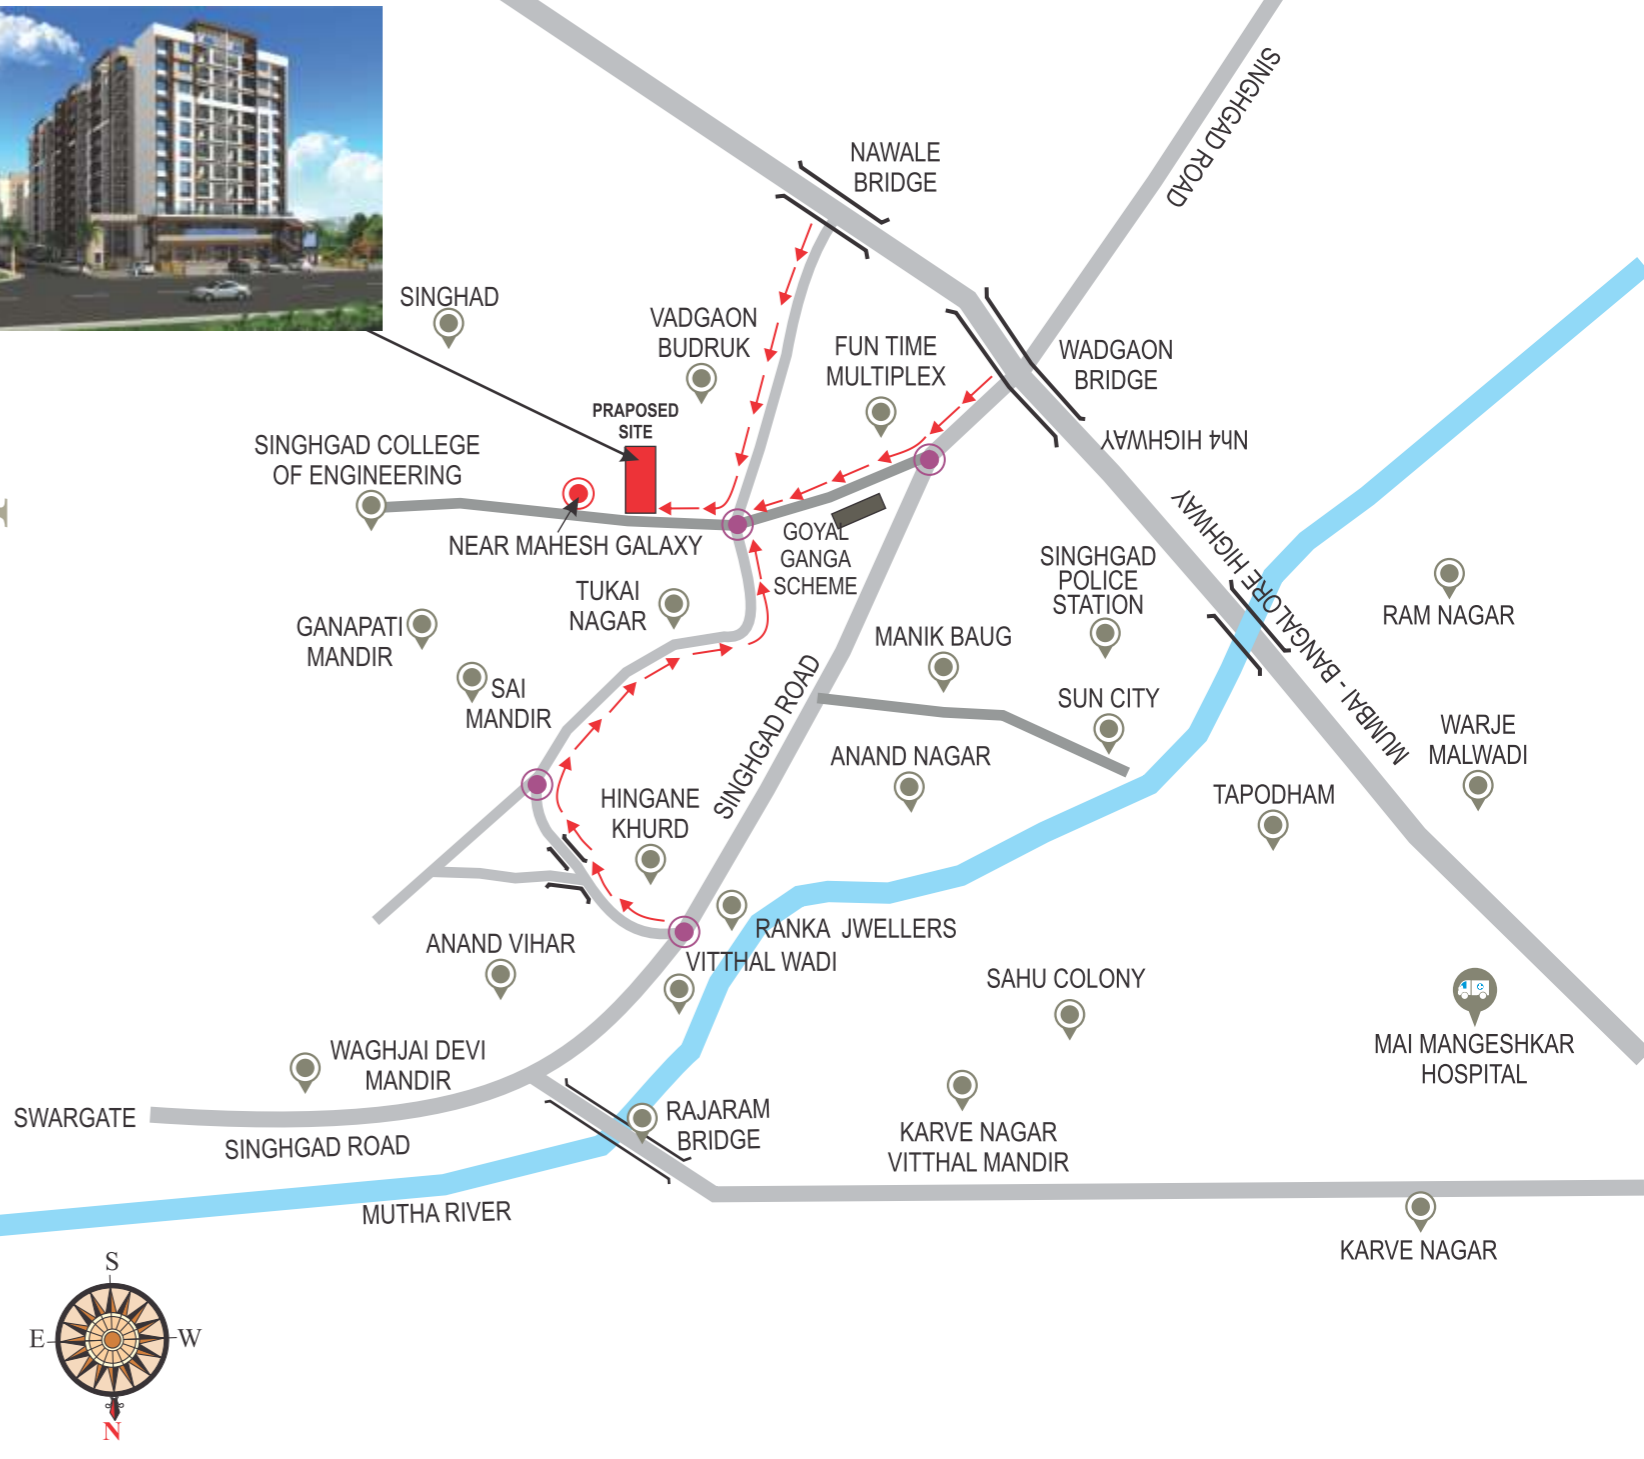 SINGHGAD ROAD
NAWALE
BRIDGE
SINGHAD
VADGAON
BUDRUK
FUN TIME
MULTIPLEX
WADGAON
BRIDGE
PRAPOSED
SITE
Nh4 HIGHWAY
SINGHGAD COLLEGE
OF ENGINEERING
MUMBAI - BANGALORE HIGHWAY
NEAR MAHESH GALAXY
GOYAL
GANGA
SCHEME
SINGHGAD
POLICE
STATION
TUKAI
NAGAR
RAM NAGAR
GANAPATI
MANDIR
MANIK BAUG
SAI
MANDIR
SINGHGAD ROAD
SUN CITY
WARJE
MALWADI
ANAND NAGAR
HINGANE
KHURD
TAPODHAM
ANAND VIHAR
RANKA JWELLERS
VITTHAL WADI
SAHU COLONY
WAGHJAI DEVI
MANDIR
MAI MANGESHKAR
HOSPITAL
SWARGATE
SINGHGAD ROAD
RAJARAM
BRIDGE
KARVE NAGAR
VITTHAL MANDIR
MUTHA RIVER
KARVE NAGAR
S
E
W
N